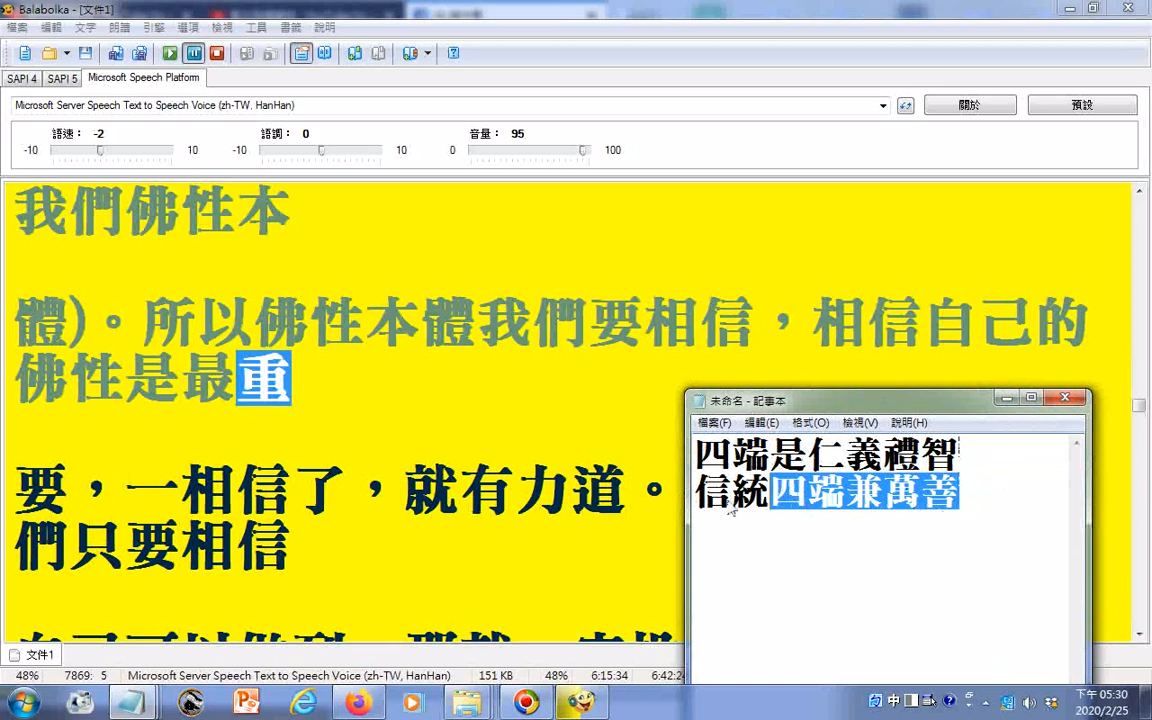 Balabolka - [文件1]
檔案 編輯 文字 朗讀 引擎 選項 檢視 工具 書籤 說明
SAPI 4 SAPI 5 Microsoft Speech Platform
Microsoft Server Speech Text to Speech Voice (zh-TW, HanHan) 關於 預設
語速： -2 語調： 0 音量： 95
-10 10 -10 10 0 100
我們佛性本
體)。所以佛性本體我們要相信，相信自己的
佛性是最重
要，一相信了，就有力道。
們只要相信
未命名 - 記事本
檔案(F) 編輯(E) 格式(O) 檢視(V) 說明(H)
四端是仁義禮智
信統四端兼萬善
文件1
48% 7869: 5 Microsoft Server Speech Text to Speech Voice (zh-TW, HanHan) 151 KB 48% 6:15:34 6:42:2
中
下午 05:30
2020/2/25